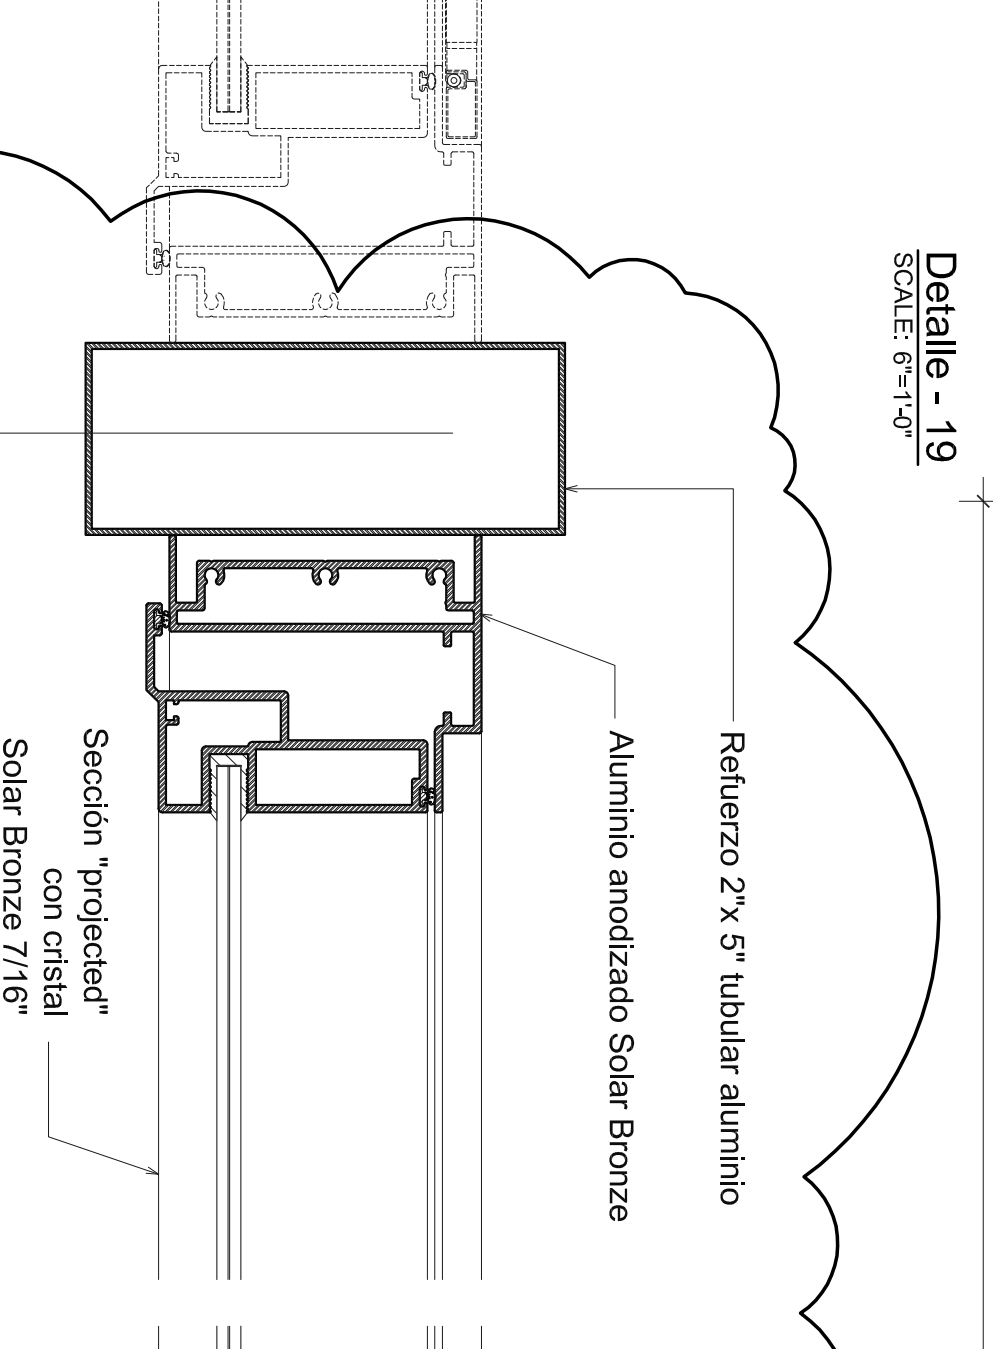 Detalle - 19
SCALE: 6"=1'-0"
Refuerzo 2"x 5" tubular aluminio
Aluminio anodizado Solar Bronze
Sección "projected"
con cristal
Solar Bronze 7/16"